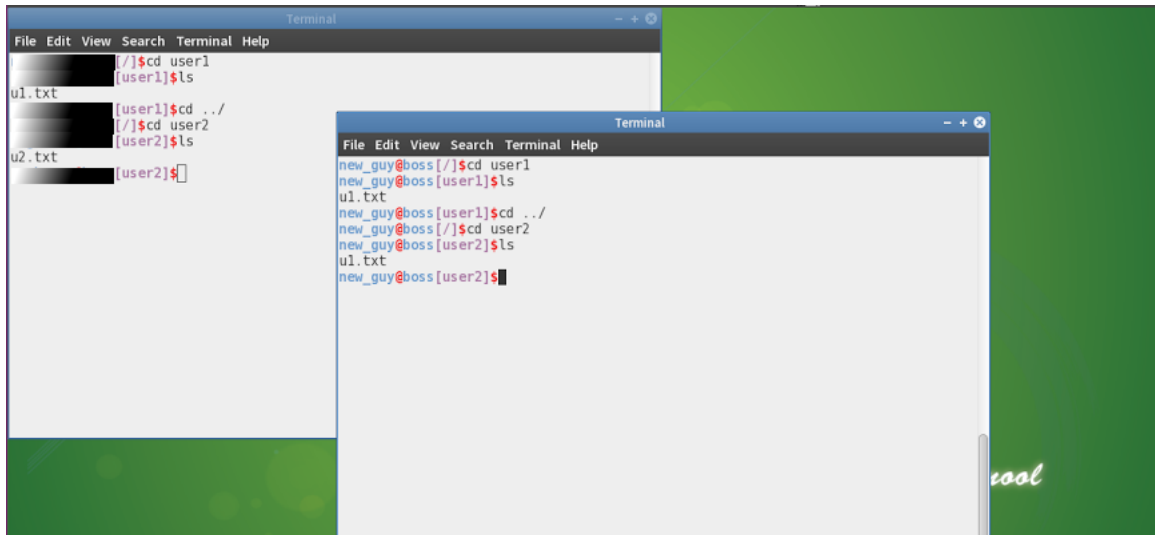 Terminal
File Edit View Search Terminal Help
[/]$cd user1
[user1]$ls
u1.txt
[user1]$cd ../
[/]$cd user2
[user2]$ls
u2.txt
[user2]$
Terminal
File Edit View Search Terminal Help
new_guy@boss[/]$cd user1
new_guy@boss[user1]$ls
u1.txt
new_guy@boss[user1]$cd ../
new_guy@boss[/]$cd user2
new_guy@boss[user2]$ls
u1.txt
new_guy@boss[user2]$